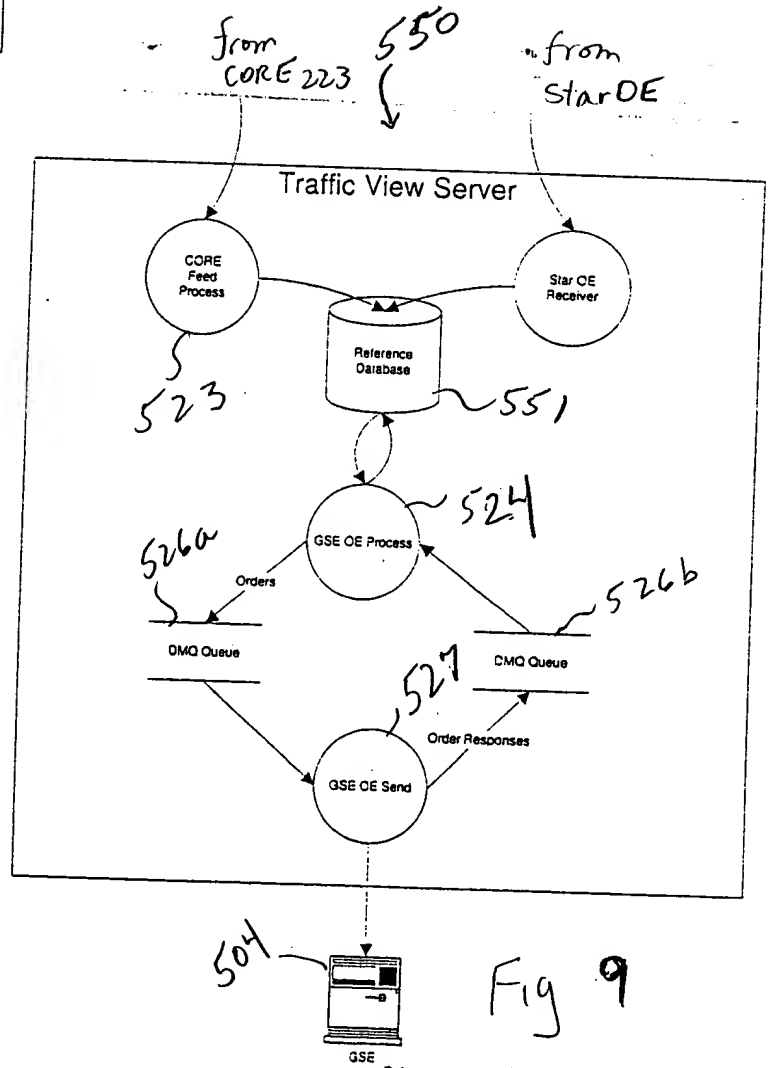 from
CORE 223
550
from
Star OE
Traffic View Server
CORE
Feed
Process
Star OE
Receiver
523
Reference
Database
551
524
GSE OE Process
526a
Orders
526b
DMQ Queue
DMQ Queue
527
Order Responses
GSE OE Send
504
Fig 9
GSE